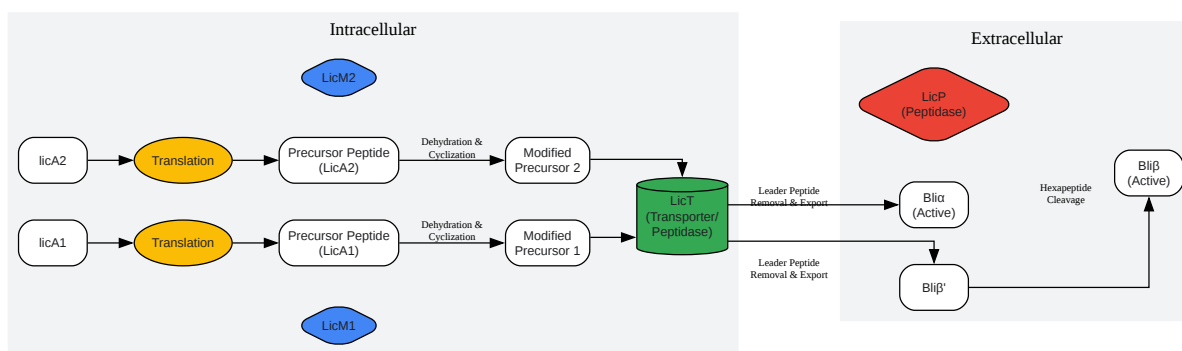 Intracellular
Extracellular
LicM2
LicP
(Peptidase)
licA2
Translation
Precursor Peptide
(LicA2)
Dehydration &
Cyclization
Modified
Precursor 2
LicT
(Transporter/
Peptidase)
Leader Peptide
Removal & Export
Bliα
(Active)
Hexapeptide
Cleavage
Bliβ
(Active)
licA1
Translation
Precursor Peptide
(LicA1)
Dehydration &
Cyclization
Modified
Precursor 1
Leader Peptide
Removal & Export
Bliβ'
LicM1